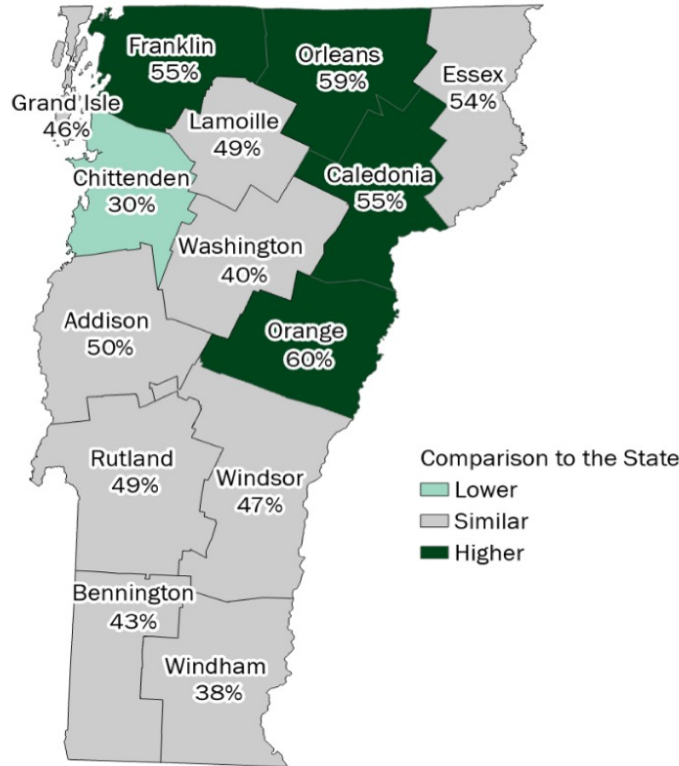 Franklin
55%
Orleans
59%
Essex
54%
Grand Isle
46%
Lamoille
49%
Chittenden
30%
Caledonia
55%
Washington
40%
Addison
50%
Orange
60%
Rutland
49%
Windsor
47%
Comparison to the State
Lower
Similar
Higher
Bennington
43%
Windham
38%